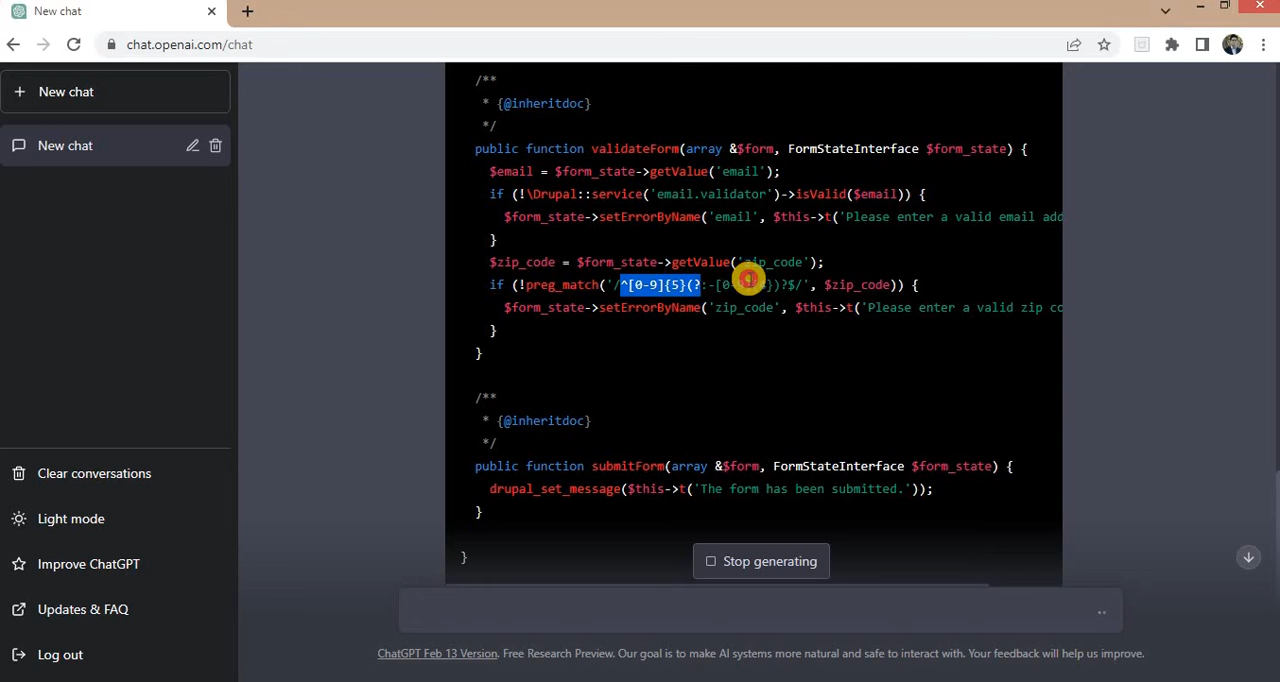 New chat
chat.openai.com/chat
New chat
New chat
Clear conversations
Light mode
Improve ChatGPT
Updates & FAQ
Log out
/**
* {@inheritdoc}
*/
public function validateForm(array &$form, FormStateInterface $form_state) {
$email = $form_state->getValue('email');
if (!\Drupal::service('email.validator')->isValid($email)) {
$form_state->setErrorByName('email', $this->t('Please enter a valid email add
}
$zip_code = $form_state->getValue('zip_code');
if (!preg_match('/^[0-9]{5}(?:-[0- })?$/', $zip_code)) {
$form_state->setErrorByName('zip_code', $this->t('Please enter a valid zip co
}
}
/**
* {@inheritdoc}
*/
public function submitForm(array &$form, FormStateInterface $form_state) {
drupal_set_message($this->t('The form has been submitted.'));
}
}
Stop generating
ChatGPT Feb 13 Version. Free Research Preview. Our goal is to make AI systems more natural and safe to interact with. Your feedback will help us improve.